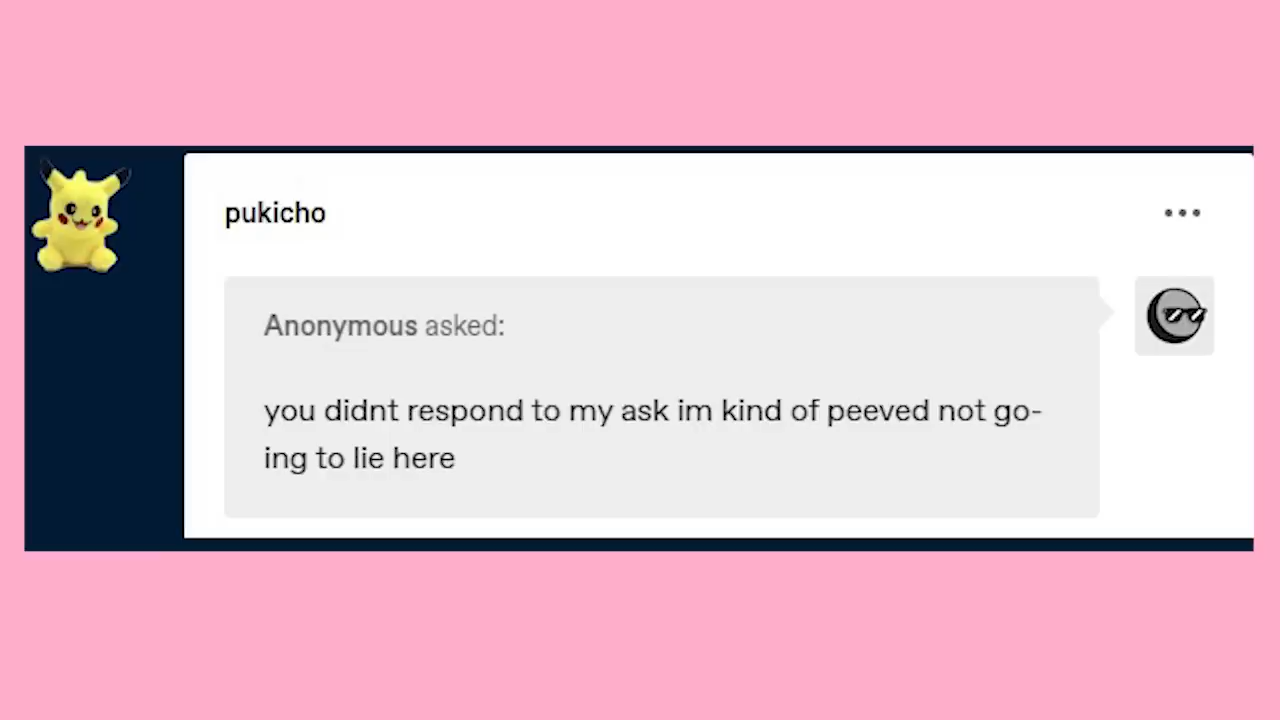 pukicho
Anonymous asked:
you didnt respond to my ask im kind of peeved not go-
ing to lie here